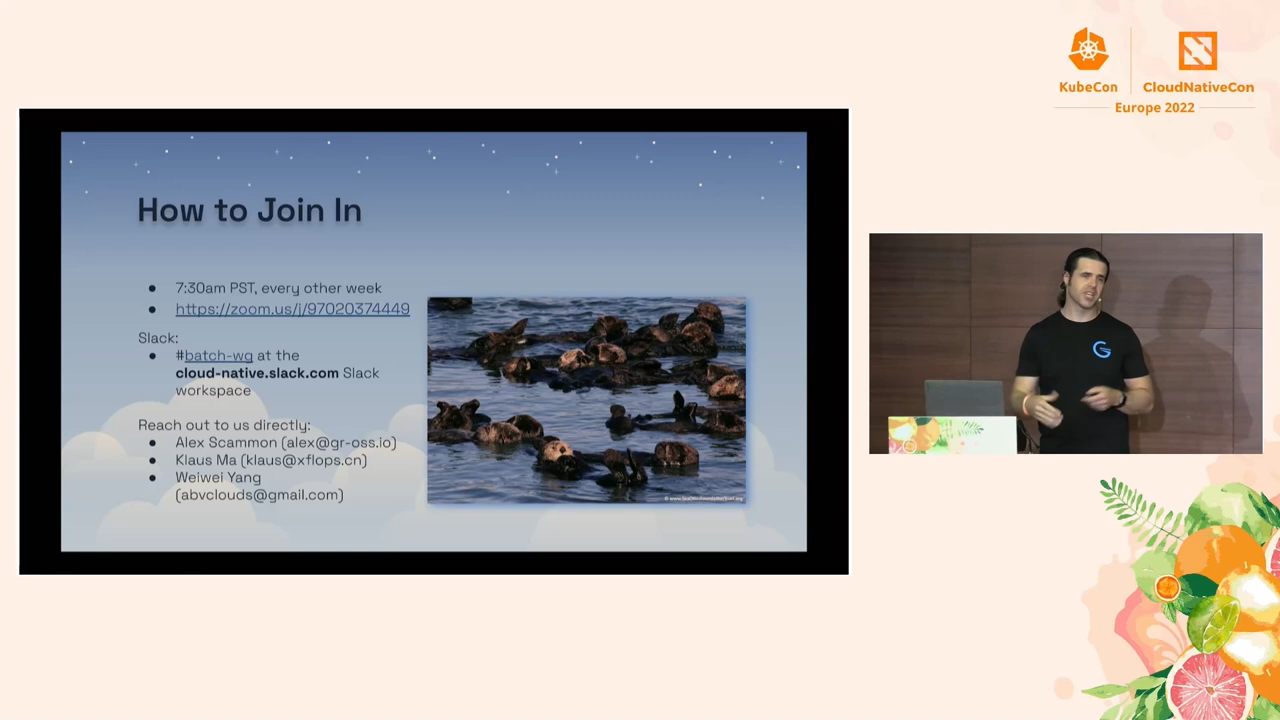 KubeCon
CloudNativeCon
Europe 2022
How to Join In
● 7:30am PST, every other week
● https://zoom.us/j/97020374449
Slack:
● #batch-wg at the
cloud-native.slack.com Slack
workspace
Reach out to us directly:
● Alex Scammon (alex@gr-oss.io)
● Klaus Ma (klaus@xflops.cn)
● Weiwei Yang
(abvclouds@gmail.com)